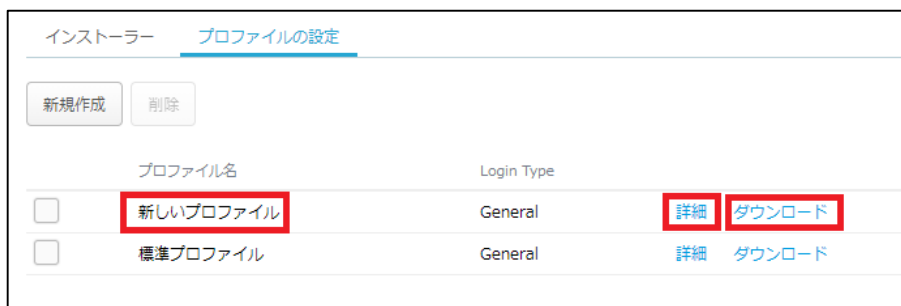 インストーラー プロファイルの設定
新規作成 削除
プロファイル名 Login Type
新しいプロファイル General 詳細 ダウンロード
標準プロファイル General 詳細 ダウンロード